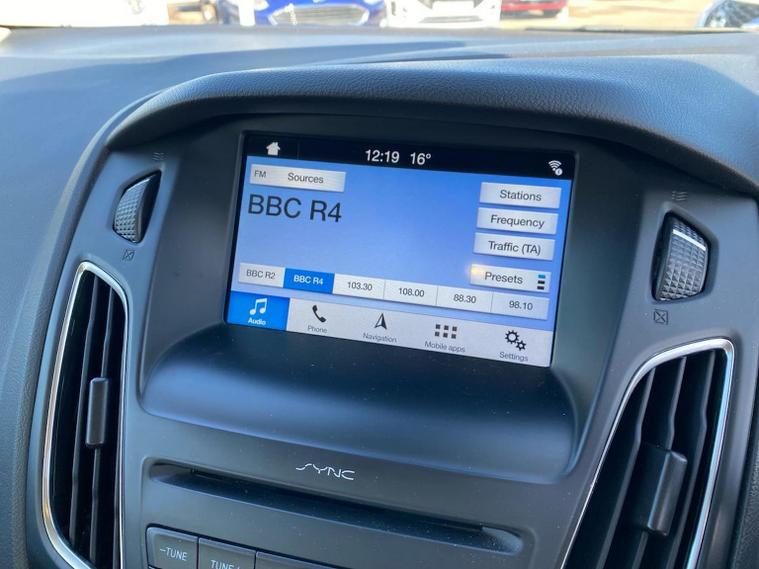 12:19 16°
FM Sources
Stations
BBC R4
Frequency
Traffic (TA)
Presets
BBC R2 BBC R4 103.30 108.00 88.30 98.10
Audio Phone Navigation Mobile apps Settings
SYNC
-TUNE TUNE